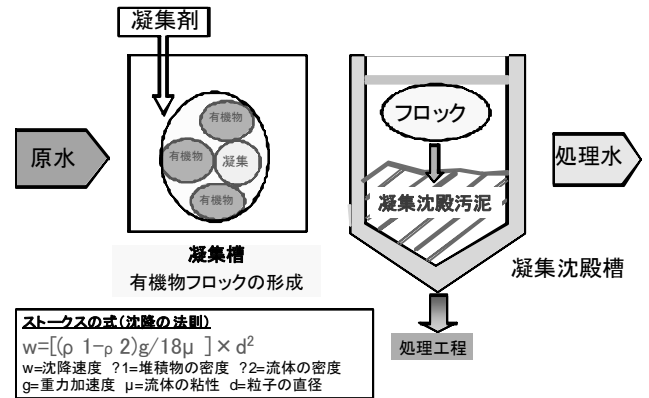 凝集剤
原水
有機物
有機物
凝集
有機物
凝集槽
有機物フロックの形成
フロック
凝集沈殿汚泥
処理水
凝集沈殿槽
処理工程
ストークスの式(沈降の法則)
w=[(ρ 1-ρ 2)g/18μ ]×d²
w=沈降速度 ?1=堆積物の密度 ?2=流体の密度
g=重力加速度 μ=流体の粘性 d=粒子の直径